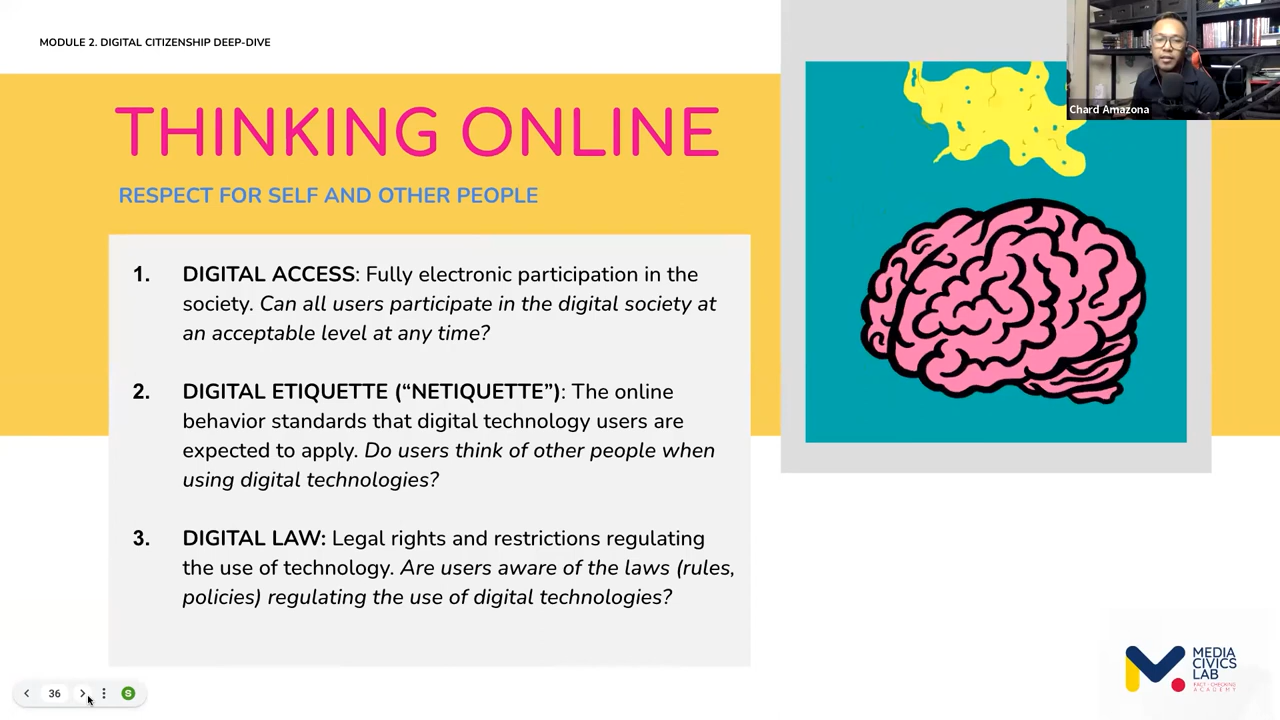 MODULE 2. DIGITAL CITIZENSHIP DEEP-DIVE
Chard Amazona
THINKING ONLINE
RESPECT FOR SELF AND OTHER PEOPLE
1. DIGITAL ACCESS: Fully electronic participation in the
society. Can all users participate in the digital society at
an acceptable level at any time?
2. DIGITAL ETIQUETTE (“NETIQUETTE”): The online
behavior standards that digital technology users are
expected to apply. Do users think of other people when
using digital technologies?
3. DIGITAL LAW: Legal rights and restrictions regulating
the use of technology. Are users aware of the laws (rules,
policies) regulating the use of digital technologies?
MEDIA
CIVICS
LAB
FACT-CHECKING
ACADEMY
36
S